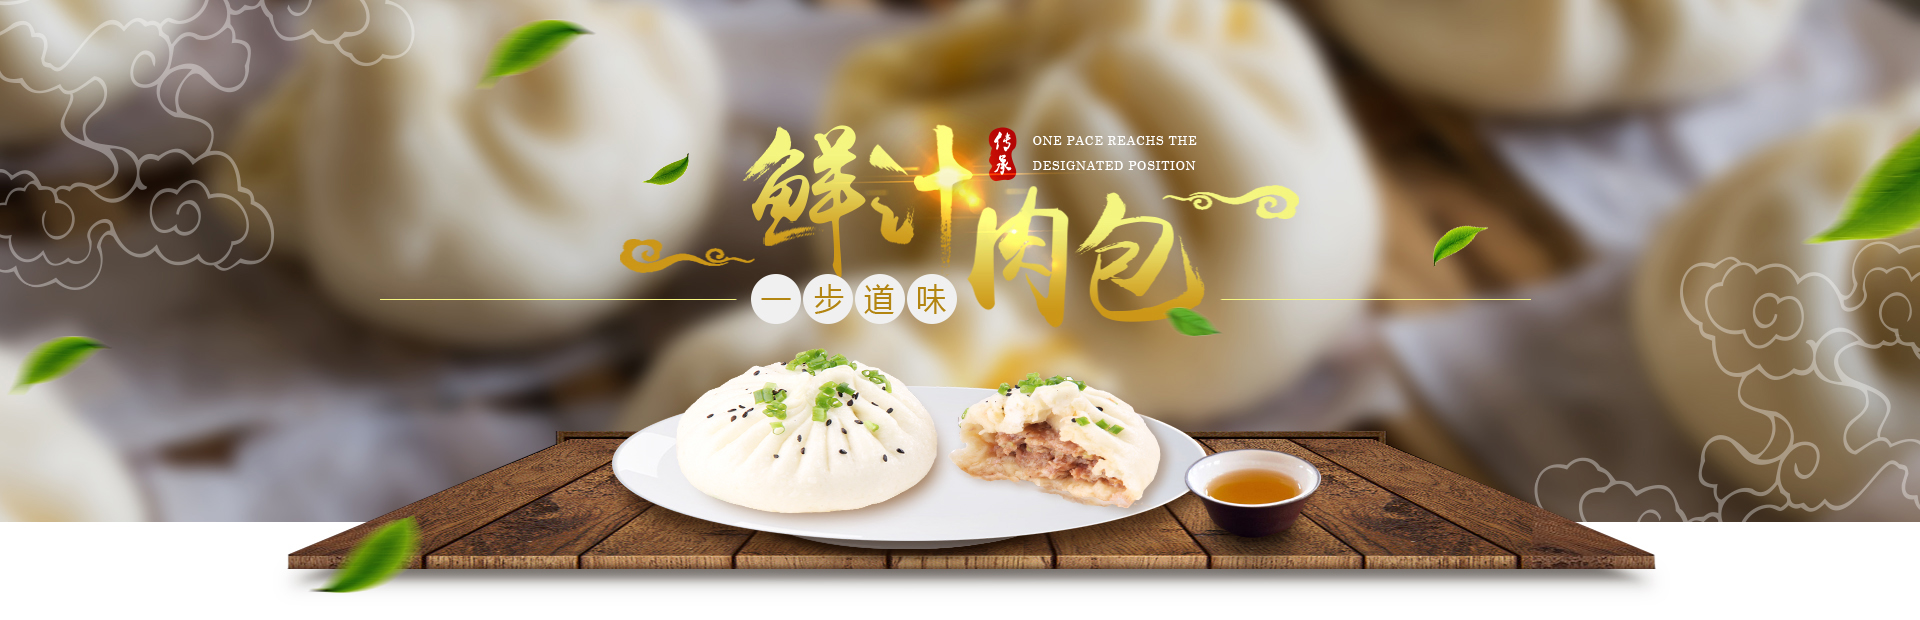 鲜汁肉包
传承
ONE PACE REACHS THE
DESIGNATED POSITION
一步道味